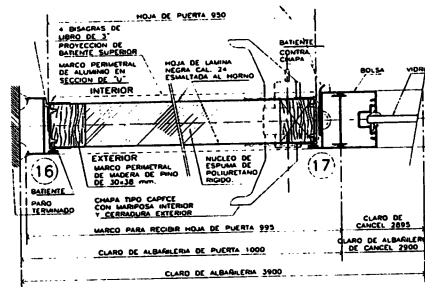 HOJA DE PUERTA 950
4 BISAGRAS DE
LIBRO DE 3"
PROYECCION DE
BATIENTE SUPERIOR
MARCO PERIMETRAL
DE ALUMINIO EN
SECCION DE "U"
INTERIOR
HOJA DE LAMINA
NEGRA CAL. 24
ESMALTADA AL HORNO
BATIENTE
CONTRA
CHAPA
BOLSA
VIDRI
16
17
EXTERIOR
MARCO PERIMETRAL
DE MADERA DE PINO
DE 30x38 mm.
NUCLEO DE
ESPUMA DE
POLIURETANO
RIGIDO.
BATIENTE
PAÑO
TERMINADO
CHAPA TIPO CAPFCE
CON MARIPOSA INTERIOR
Y CERRADURA EXTERIOR
CLARO DE
CANCEL 2895
MARCO PARA RECIBIR HOJA DE PUERTA 995
CLARO DE ALBAÑILERI
DE CANCEL 2900
CLARO DE ALBAÑILERIA DE PUERTA 1000
CLARO DE ALBAÑILERIA 3900